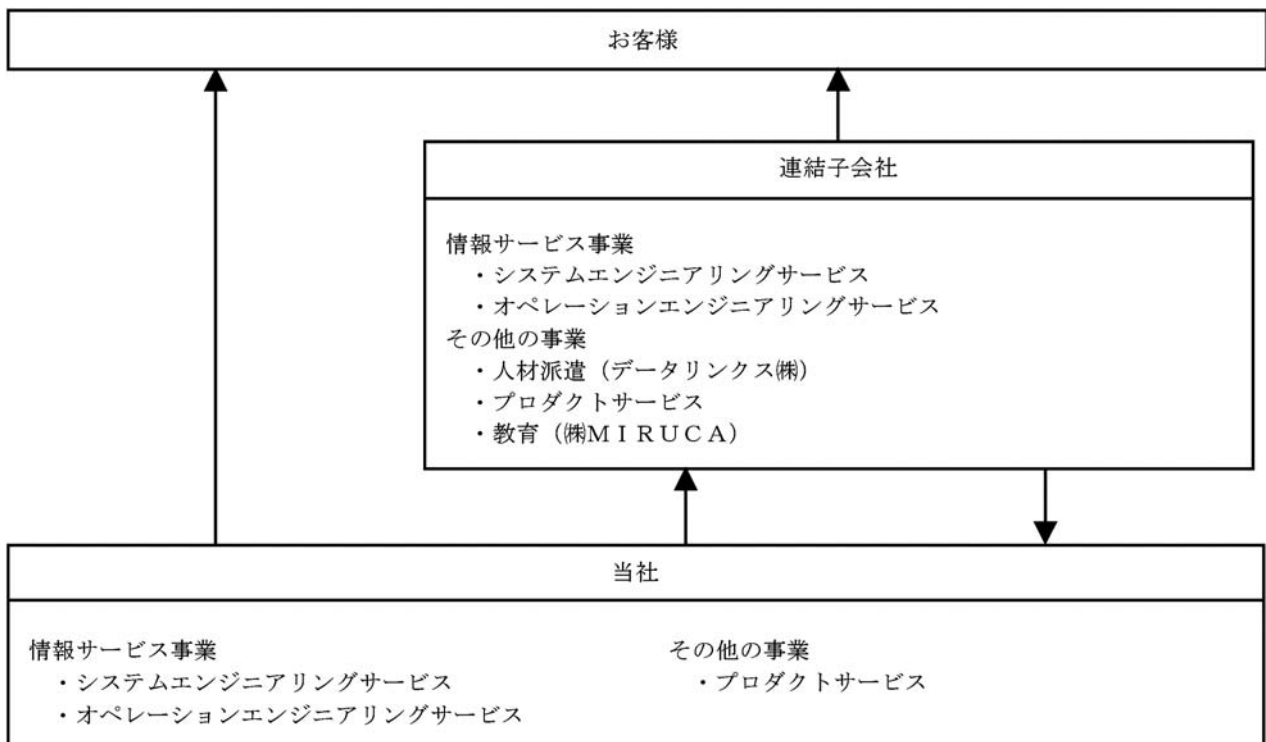 お客様
連結子会社
情報サービス事業
・システムエンジニアリングサービス
・オペレーションエンジニアリングサービス
その他の事業
・人材派遣（データリンクス㈱）
・プロダクトサービス
・教育（㈱ＭＩＲＵＣＡ）
当社
情報サービス事業
・システムエンジニアリングサービス
・オペレーションエンジニアリングサービス
その他の事業
・プロダクトサービス